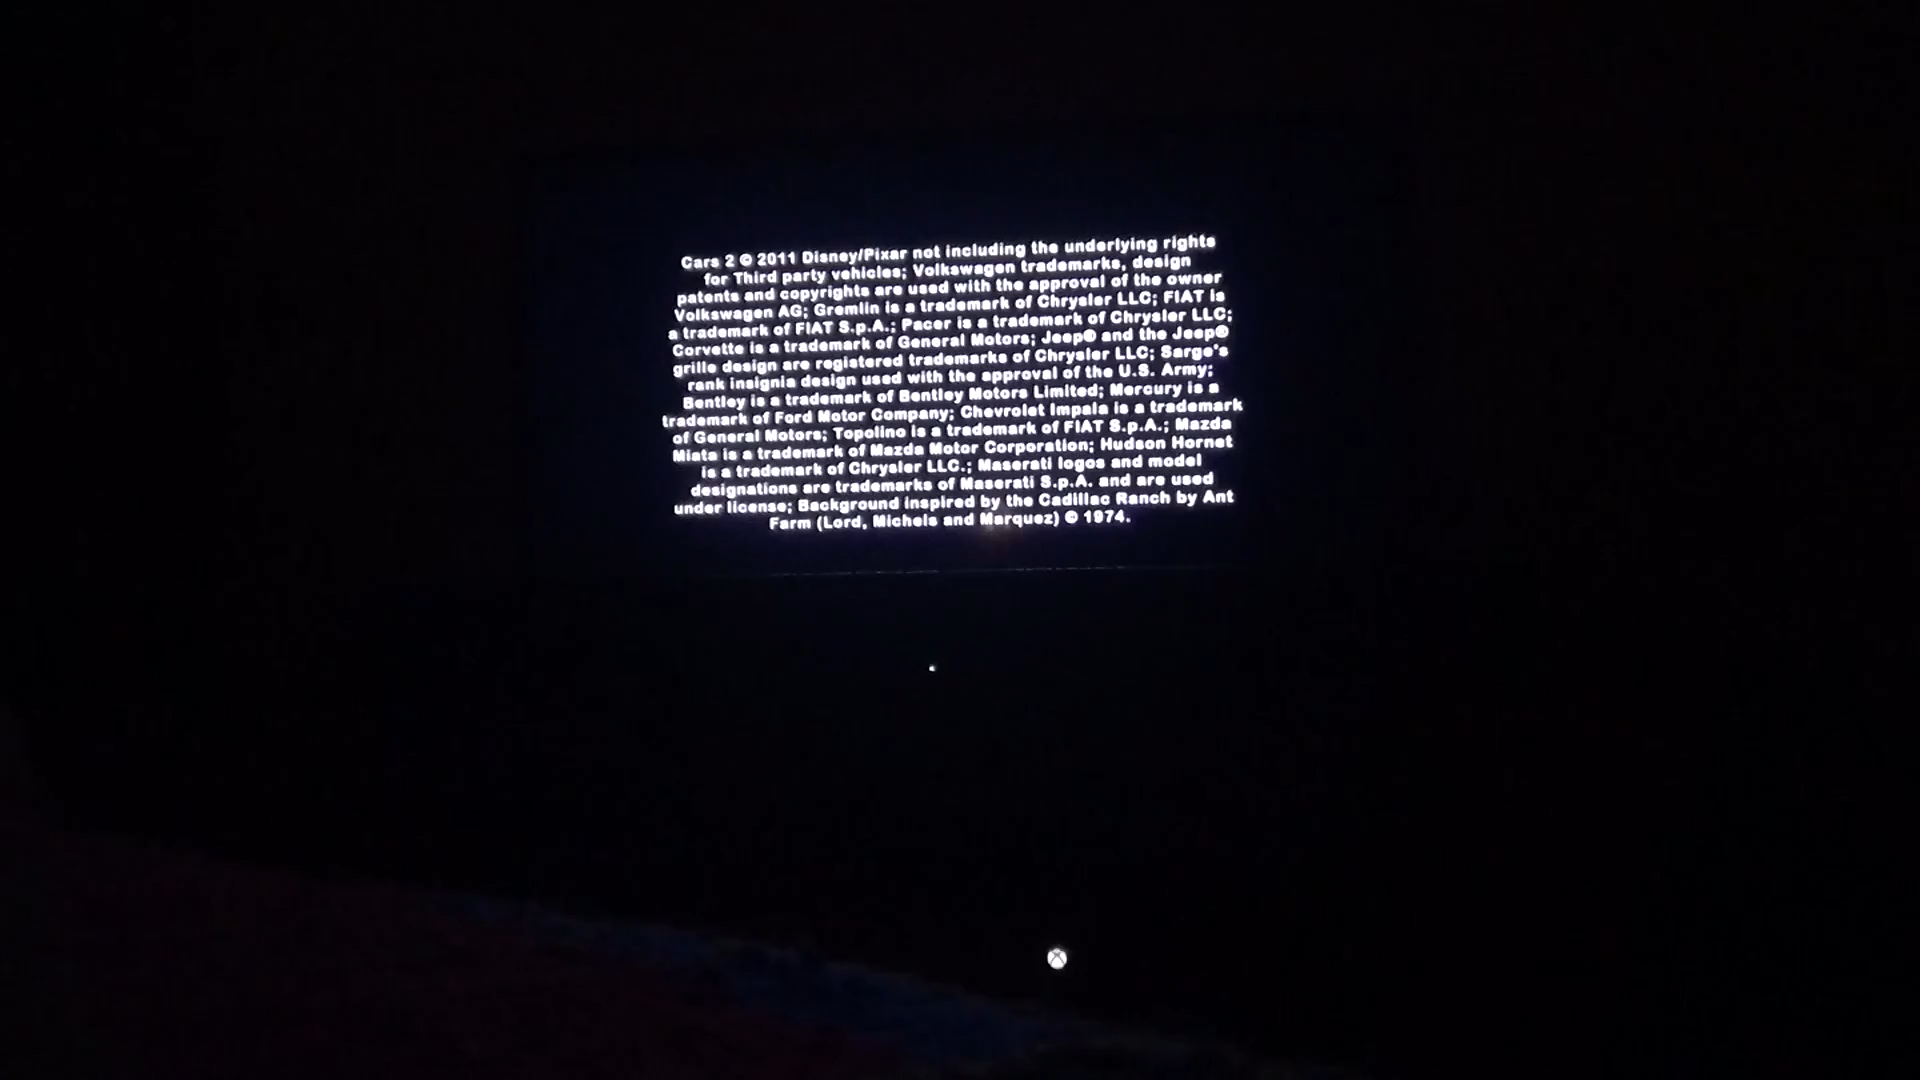 Cars 2 © 2011 Disney/Pixar not including the underlying rights
for Third party vehicles; Volkswagen trademarks, design
patents and copyrights are used with the approval of the owner
Volkswagen AG; Gremlin is a trademark of Chrysler LLC; FIAT is
a trademark of FIAT S.p.A.; Pacer is a trademark of Chrysler LLC;
Corvette is a trademark of General Motors; Jeep® and the Jeep®
grille design are registered trademarks of Chrysler LLC; Sarge's
rank insignia design used with the approval of the U.S. Army;
Bentley is a trademark of Bentley Motors Limited; Mercury is a
trademark of Ford Motor Company; Chevrolet Impala is a trademark
of General Motors; Topolino is a trademark of FIAT S.p.A.; Mazda
Miata is a trademark of Mazda Motor Corporation; Hudson Hornet
is a trademark of Chrysler LLC.; Maserati logos and model
designations are trademarks of Maserati S.p.A. and are used
under license; Background inspired by the Cadillac Ranch by Ant
Farm (Lord, Michels and Marquez) © 1974.